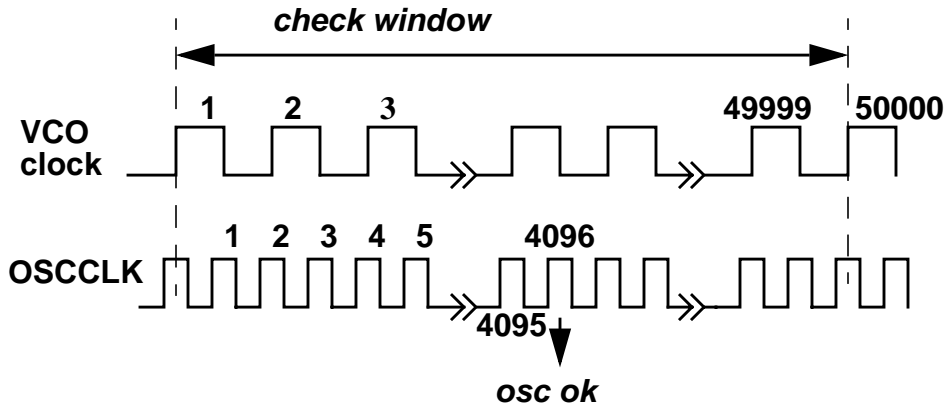 check window
1 2 3 49999 50000
VCO
clock
1 2 3 4 5 4096
OSCCLK
4095
osc ok